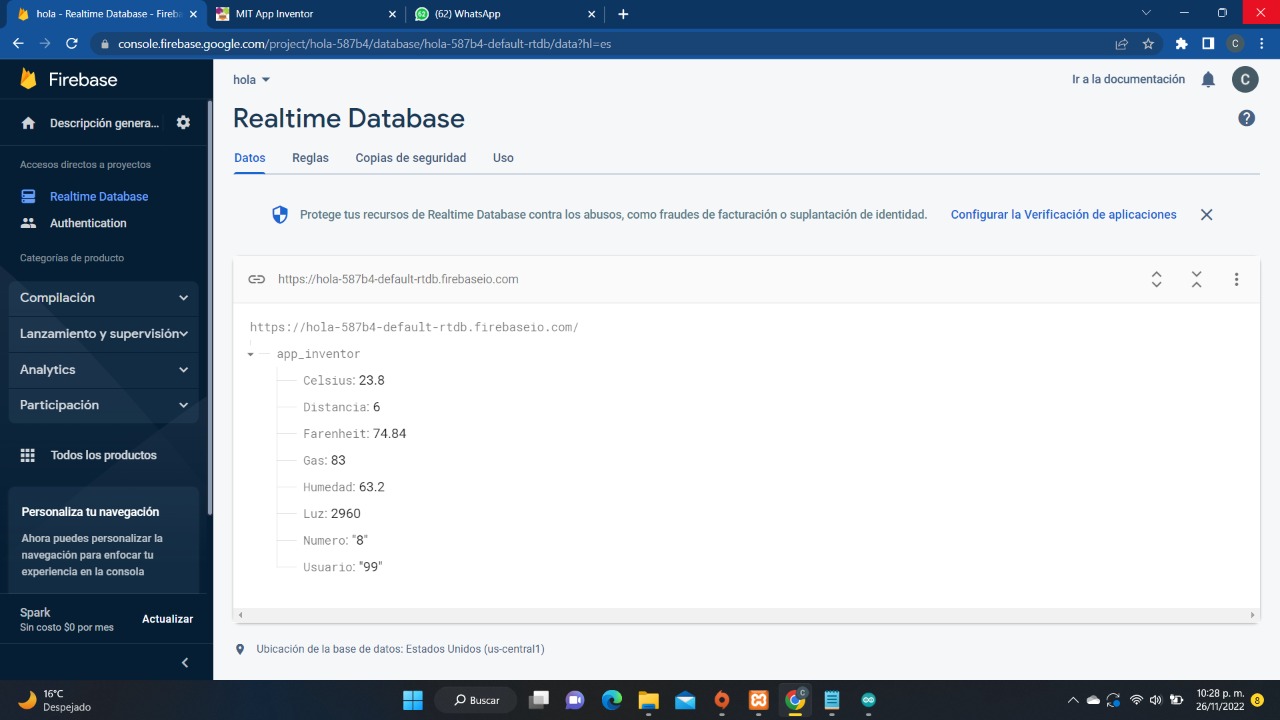 hola - Realtime Database - Fireba
MIT App Inventor
(62) WhatsApp
console.firebase.google.com/project/hola-587b4/database/hola-587b4-default-rtdb/data?hl=es
C
Firebase
hola
Ir a la documentación
C
Descripción genera...
Realtime Database
Accesos directos a proyectos
Datos
Reglas
Copias de seguridad
Uso
Realtime Database
Authentication
Protege tus recursos de Realtime Database contra los abusos, como fraudes de facturación o suplantación de identidad.
Configurar la Verificación de aplicaciones
Categorías de producto
Compilación
Lanzamiento y supervisión
Analytics
Participación
Todos los productos
Personaliza tu navegación
Ahora puedes personalizar la
navegación para enfocar tu
experiencia en la consola
Spark
Sin costo $0 por mes
Actualizar
https://hola-587b4-default-rtdb.firebaseio.com
https://hola-587b4-default-rtdb.firebaseio.com/
app_inventor
Celsius: 23.8
Distancia: 6
Farenheit: 74.84
Gas: 83
Humedad: 63.2
Luz: 2960
Numero: "8"
Usuario: "99"
Ubicación de la base de datos: Estados Unidos (us-central1)
16°C
Despejado
Buscar
C
10:28 p. m.
26/11/2022
8